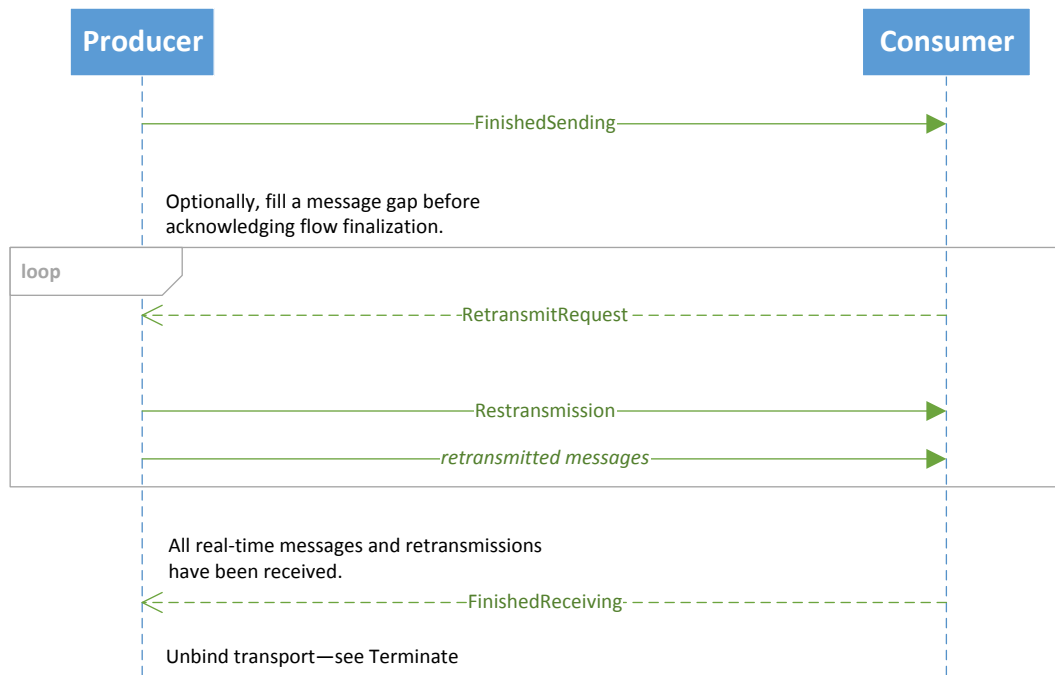 Producer
Consumer
FinishedSending
Optionally, fill a message gap before
acknowledging flow finalization.
loop
RetransmitRequest
Restransmission
retransmitted messages
All real-time messages and retransmissions
have been received.
FinishedReceiving
Unbind transport—see Terminate